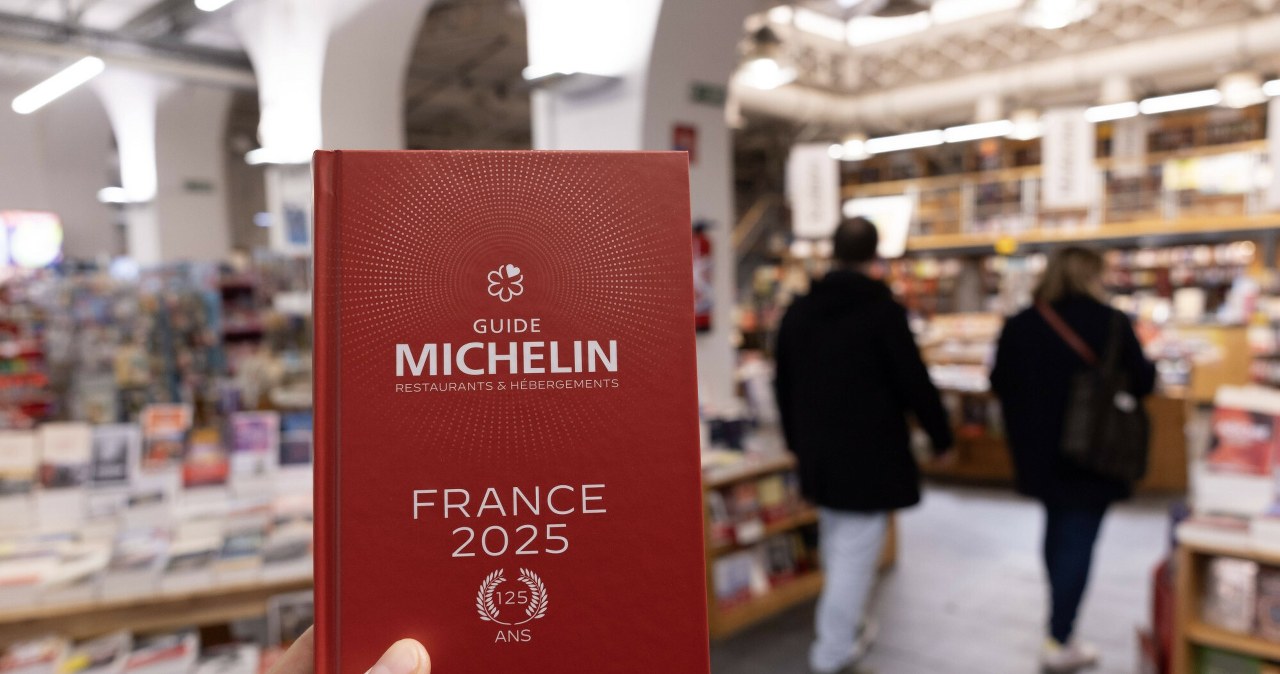 GUIDE
MICHELIN
RESTAURANTS & HÉBERGEMENTS
FRANCE
2025
125
ANS